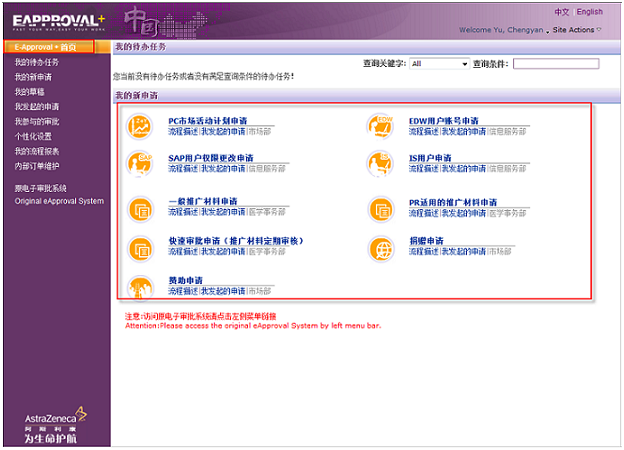 EAPPROVAL+
FAST YOUR WAY, EASY YOUR WORK
中国
中文 | English
Welcome Yu, Chengyan , Site Actions
E-Approval • 首页
我的待办任务
我的新申请
我的草稿
我发起的申请
我参与的审批
个性化设置
我的流程报表
内部订单维护
原电子审批系统
Original eApproval System
我的待办任务
查询关键字: All 查询条件:
您当前没有待办任务或者没有满足查询条件的待办任务!
我的新申请
PC市场活动计划申请
流程描述|我发起的申请|市场部
EDW用户账号申请
流程描述|我发起的申请|信息服务部
SAP用户权限更改申请
流程描述|我发起的申请|信息服务部
IS用户申请
流程描述|我发起的申请|信息服务部
一般推广材料申请
流程描述|我发起的申请|医学事务部
PR适用的推广材料申请
流程描述|我发起的申请|医学事务部
快速审批申请（推广材料定期审核）
流程描述|我发起的申请|医学事务部
捐赠申请
流程描述|我发起的申请|市场部
赞助申请
流程描述|我发起的申请|市场部
EDW
SAP
IS
注意:访问原电子审批系统请点击左侧菜单链接
Attention:Please access the original eApproval System by left menu bar.
AstraZeneca
阿斯利康
为生命护航